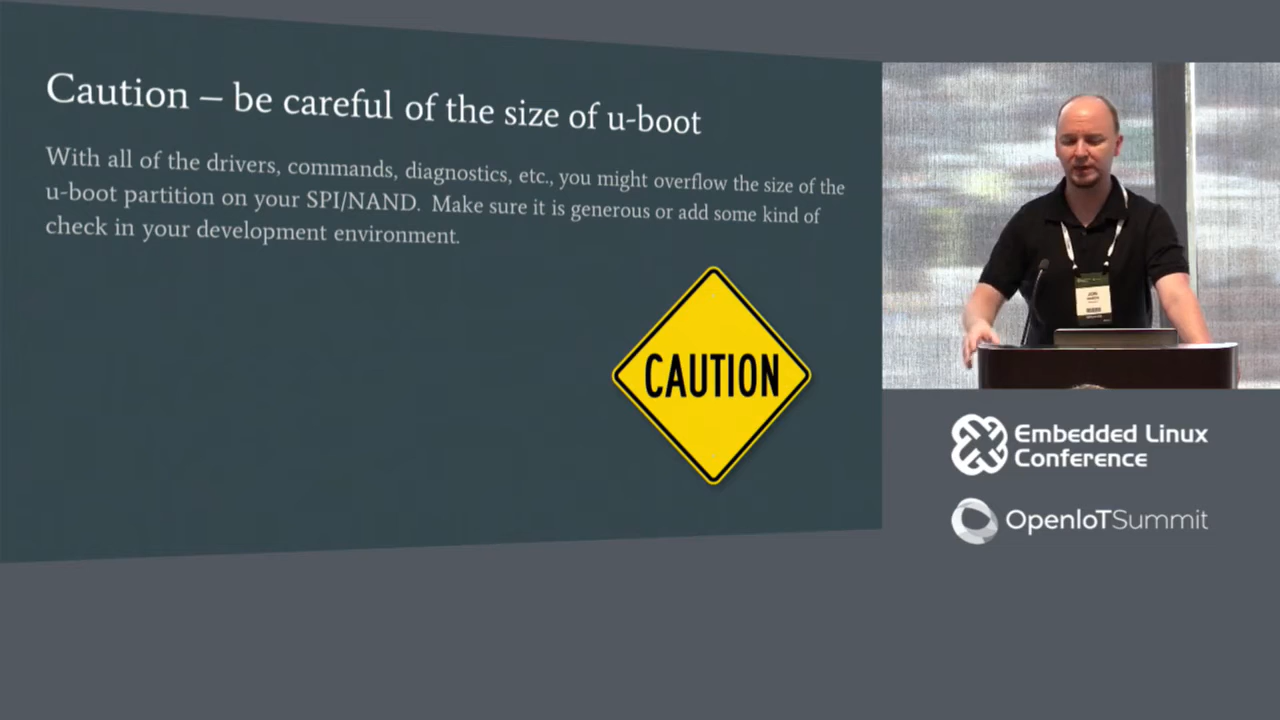 Caution – be careful of the size of u-boot
With all of the drivers, commands, diagnostics, etc., you might overflow the size of the
u-boot partition on your SPI/NAND.  Make sure it is generous or add some kind of
check in your development environment.
CAUTION
Embedded Linux
Conference
OpenIoTSummit